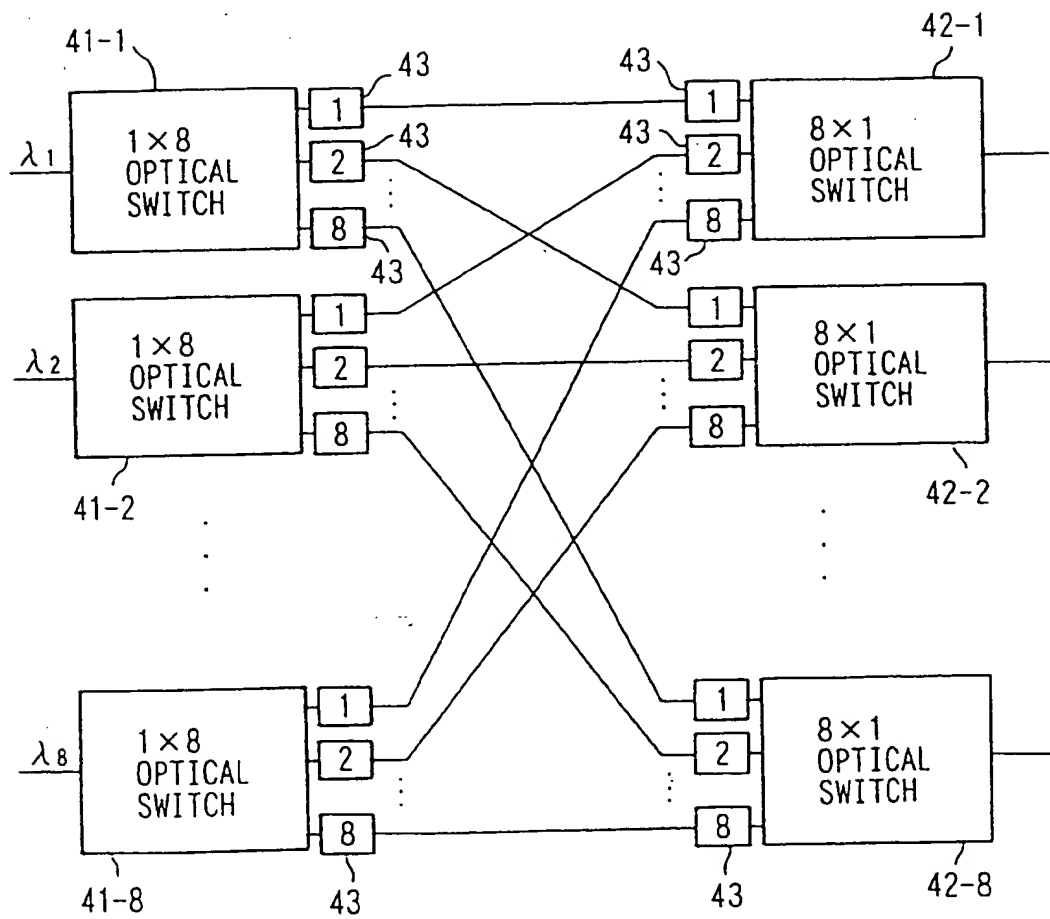 41-1
43
43
42-1
1
1
1×8
OPTICAL
SWITCH
8×1
OPTICAL
SWITCH
43
43
λ1
2
2
8
8
43
43
1
1
1×8
OPTICAL
SWITCH
8×1
OPTICAL
SWITCH
λ2
2
2
8
8
41-2
42-2
1
1
1×8
OPTICAL
SWITCH
8×1
OPTICAL
SWITCH
λ8
2
2
8
8
41-8
43
43
42-8